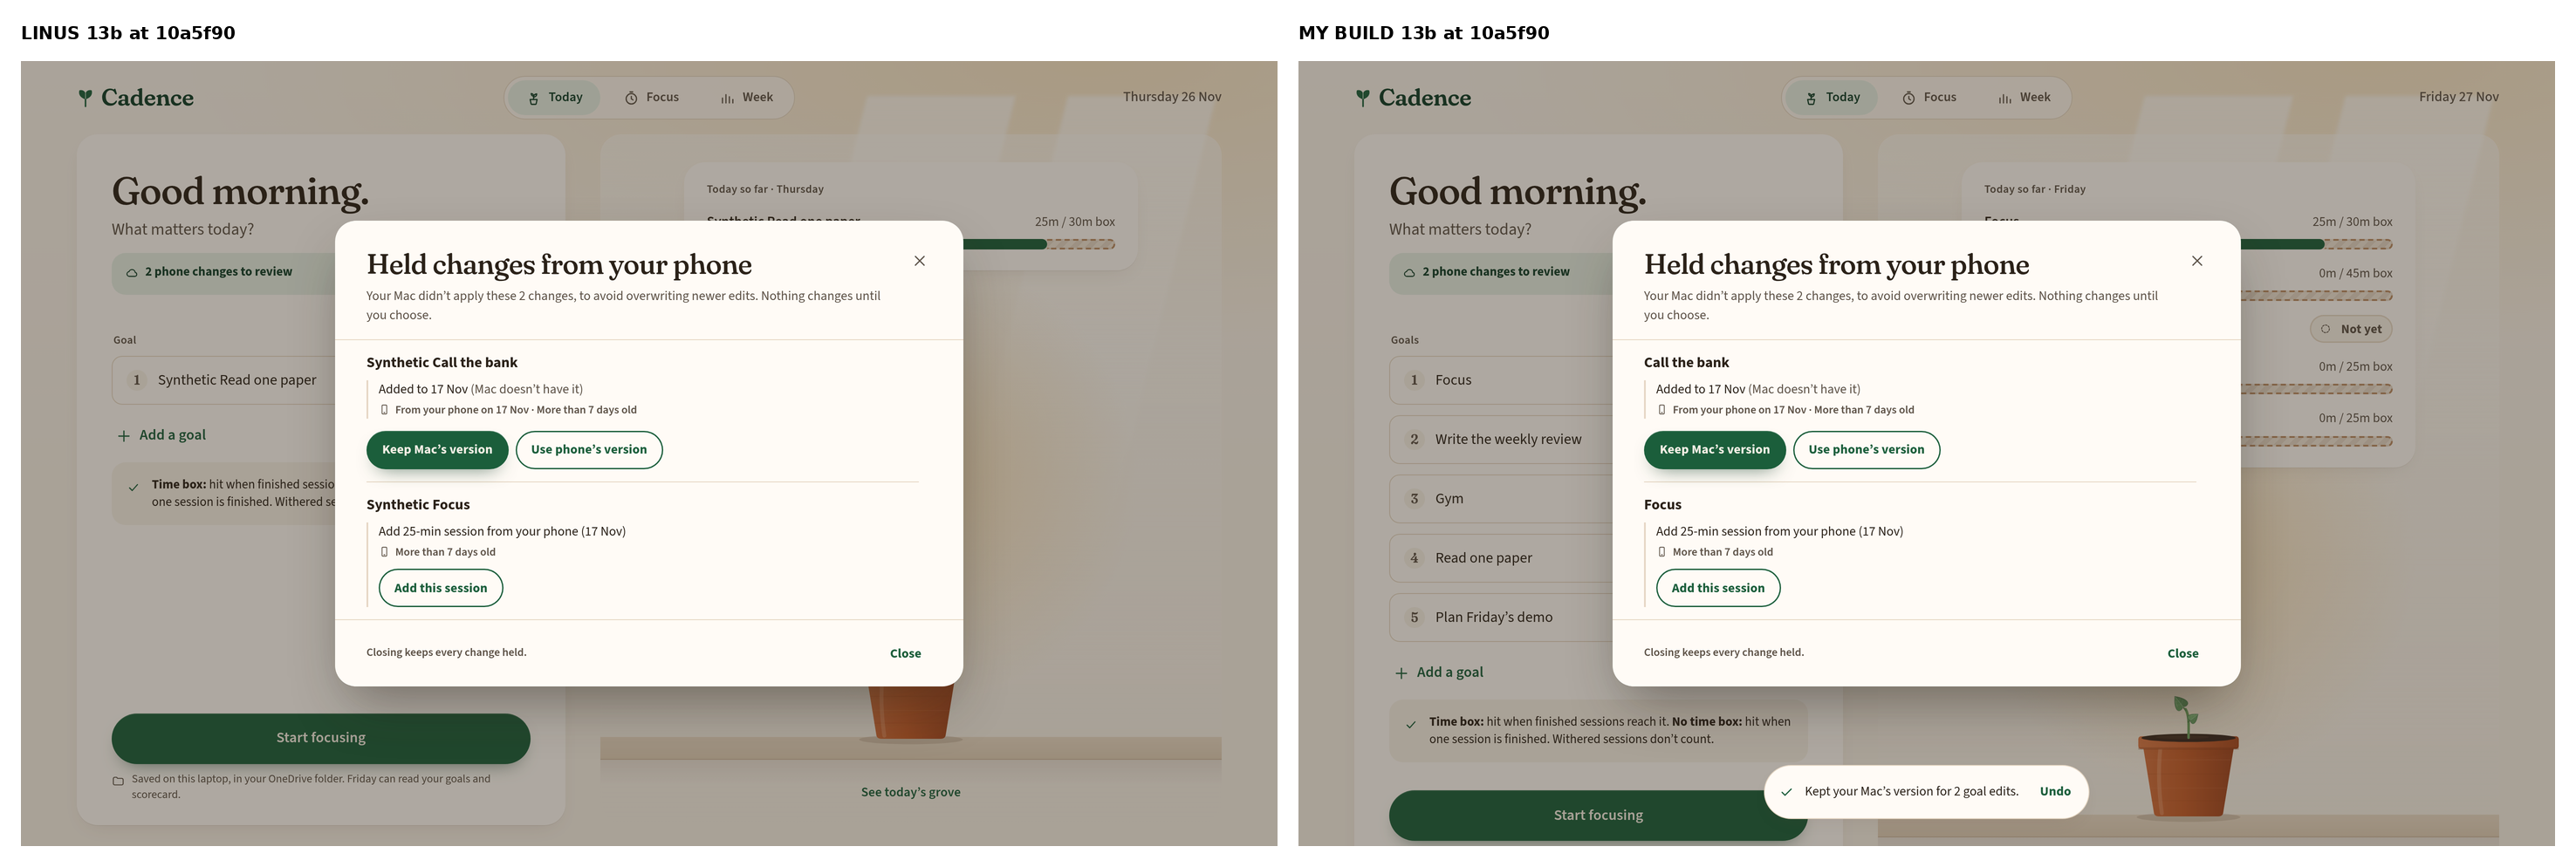 LINUS 13b at 10a5f90
Cadence
Today
Focus
Week
Thursday 26 Nov
Good morning.
What matters today?
2 phone changes to review
Goal
1 Synthetic Read one paper
Add a goal
Time box: hit when finished sessio
one session is finished. Withered se
Start focusing
Saved on this laptop, in your OneDrive folder. Friday can read your goals and
scorecard.
Today so far · Thursday
Synthetic Read one paper
25m / 30m box
See today’s grove
Held changes from your phone
Your Mac didn’t apply these 2 changes, to avoid overwriting newer edits. Nothing changes until
you choose.
Synthetic Call the bank
Added to 17 Nov (Mac doesn’t have it)
From your phone on 17 Nov · More than 7 days old
Keep Mac’s version
Use phone’s version
Synthetic Focus
Add 25-min session from your phone (17 Nov)
More than 7 days old
Add this session
Closing keeps every change held.
Close
MY BUILD 13b at 10a5f90
Cadence
Today
Focus
Week
Friday 27 Nov
Good morning.
What matters today?
2 phone changes to review
Goals
1 Focus
2 Write the weekly review
3 Gym
4 Read one paper
5 Plan Friday’s demo
Add a goal
Time box: hit when finished sessions reach it. No time box: hit when
one session is finished. Withered sessions don’t count.
Start focusing
Today so far · Friday
Focus
25m / 30m box
0m / 45m box
Not yet
0m / 25m box
0m / 25m box
Held changes from your phone
Your Mac didn’t apply these 2 changes, to avoid overwriting newer edits. Nothing changes until
you choose.
Call the bank
Added to 17 Nov (Mac doesn’t have it)
From your phone on 17 Nov · More than 7 days old
Keep Mac’s version
Use phone’s version
Focus
Add 25-min session from your phone (17 Nov)
More than 7 days old
Add this session
Closing keeps every change held.
Close
Kept your Mac’s version for 2 goal edits.
Undo